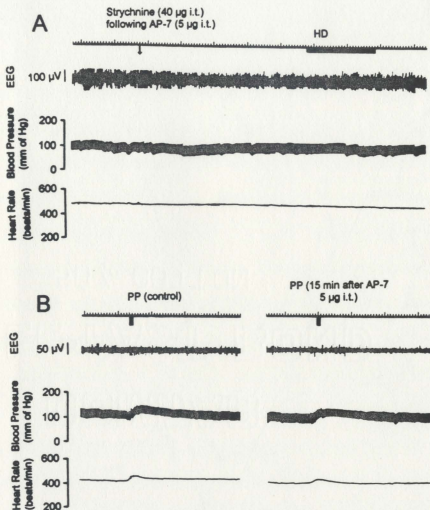 A
Strychnine (40 µg i.t.)
following AP-7 (5 µg i.t.)
HD
EEG
100 µV
Blood Pressure
(mm of Hg)
200
100
0
Heart Rate
(beats/min)
600
400
200
B
PP (control)
PP (15 min after AP-7
5 µg i.t.)
EEG
50 µV
Blood Pressure
(mm of Hg)
200
100
0
Heart Rate
(beats/min)
600
400
200